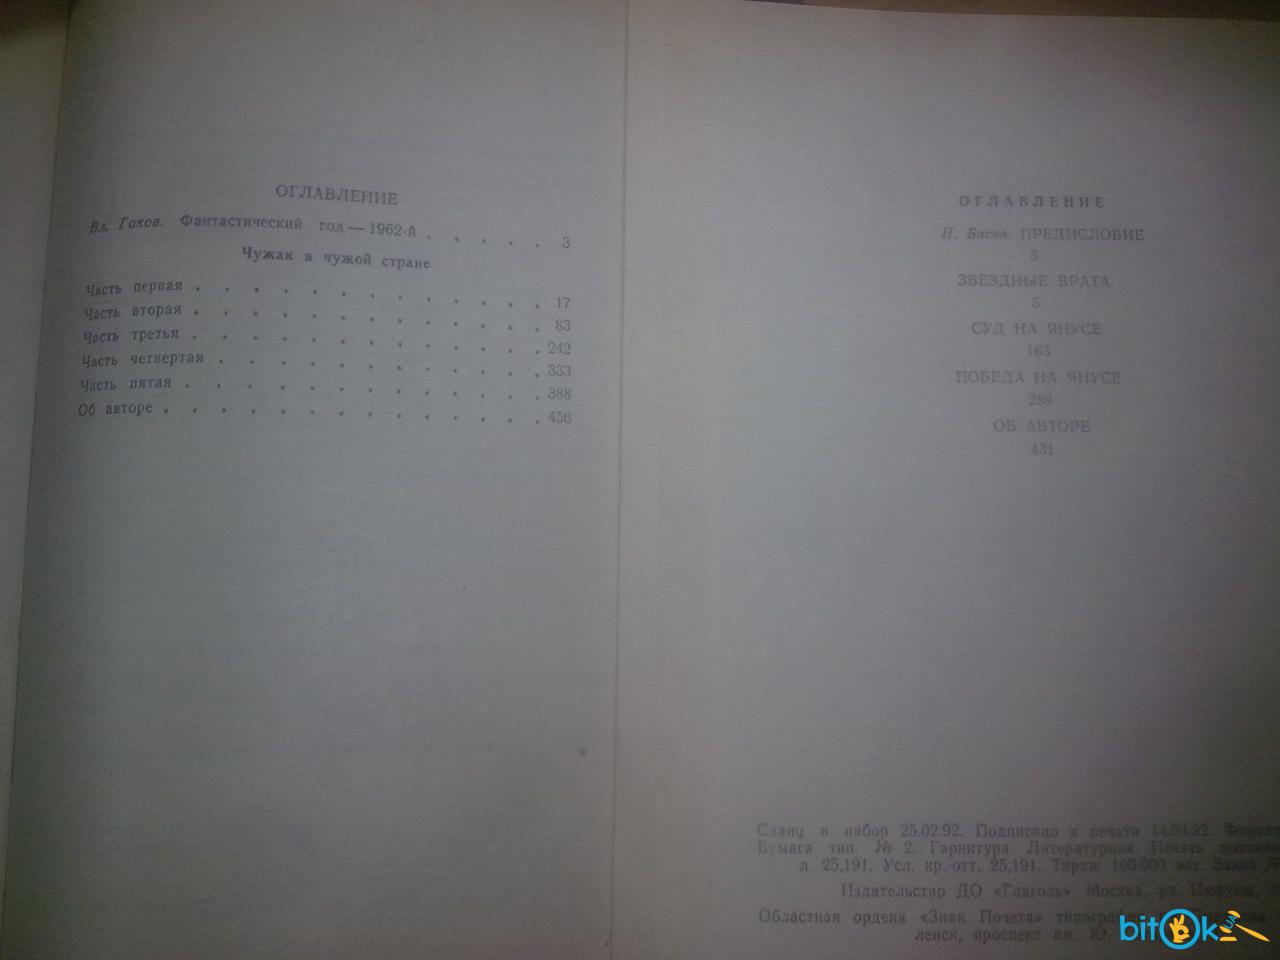 ОГЛАВЛЕНИЕ
Вл. Гаков. Фантастический год — 1962-й . . . . . 3
Чужак в чужой стране
Часть первая . . . . . . . . . . . . 17
Часть вторая . . . . . . . . . . . . 83
Часть третья . . . . . . . . . . . . 242
Часть четвертая . . . . . . . . . . . 333
Часть пятая . . . . . . . . . . . . 388
Об авторе . . . . . . . . . . . . . 456
ОГЛАВЛЕНИЕ
Н. Басов. ПРЕДИСЛОВИЕ
3
ЗВЕЗДНЫЕ ВРАТА
5
СУД НА ЯНУСЕ
163
ПОБЕДА НА ЯНУСЕ
289
ОБ АВТОРЕ
431
Сдано в набор 25.02.92. Подписано к печати 14.04.92.
Бумага тип. № 2. Гарнитура Литературная. Печать
л. 25,191. Усл. кр.-отт. 25,191. Тираж 100 000 экз. Заказ
Издательство ДО «Глаголь». Москва, ул.
Областная ордена «Знак Почета»
ленск, проспект им. Ю.
bitOk UA